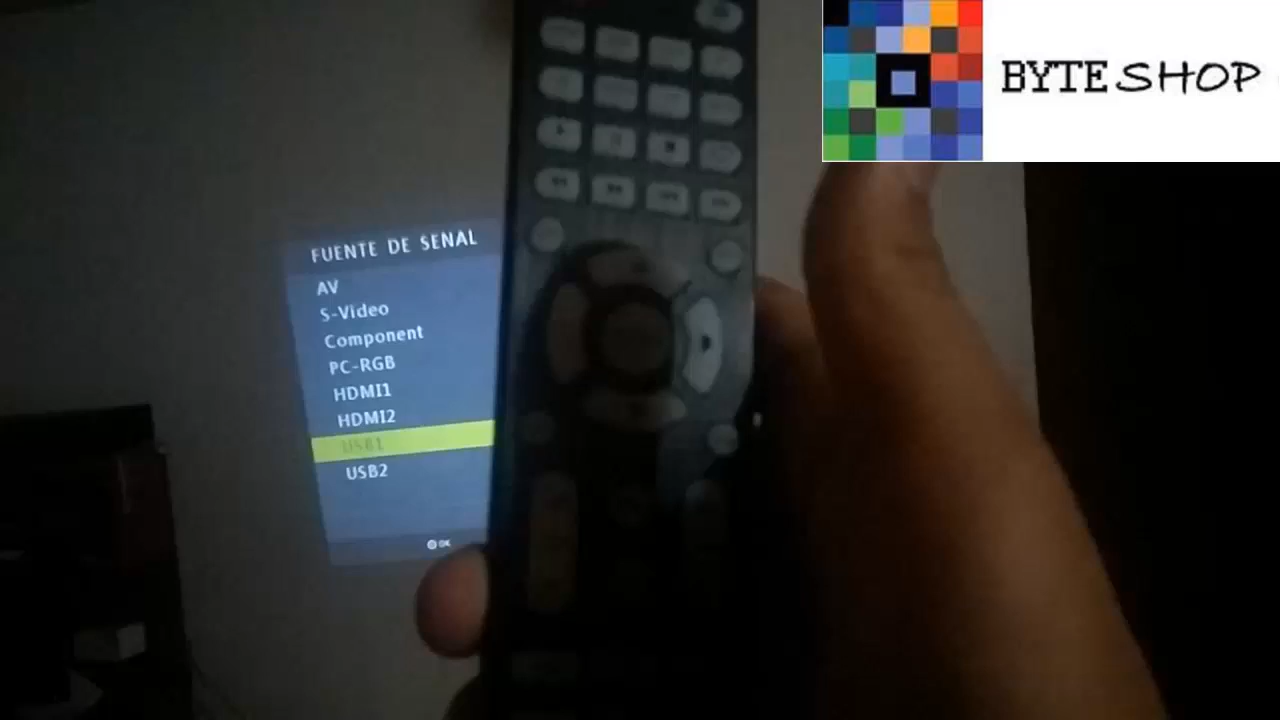 BYTE SHOP
FUENTE DE SENAL
AV
S-Video
Component
PC-RGB
HDMI1
HDMI2
USB1
USB2
OK